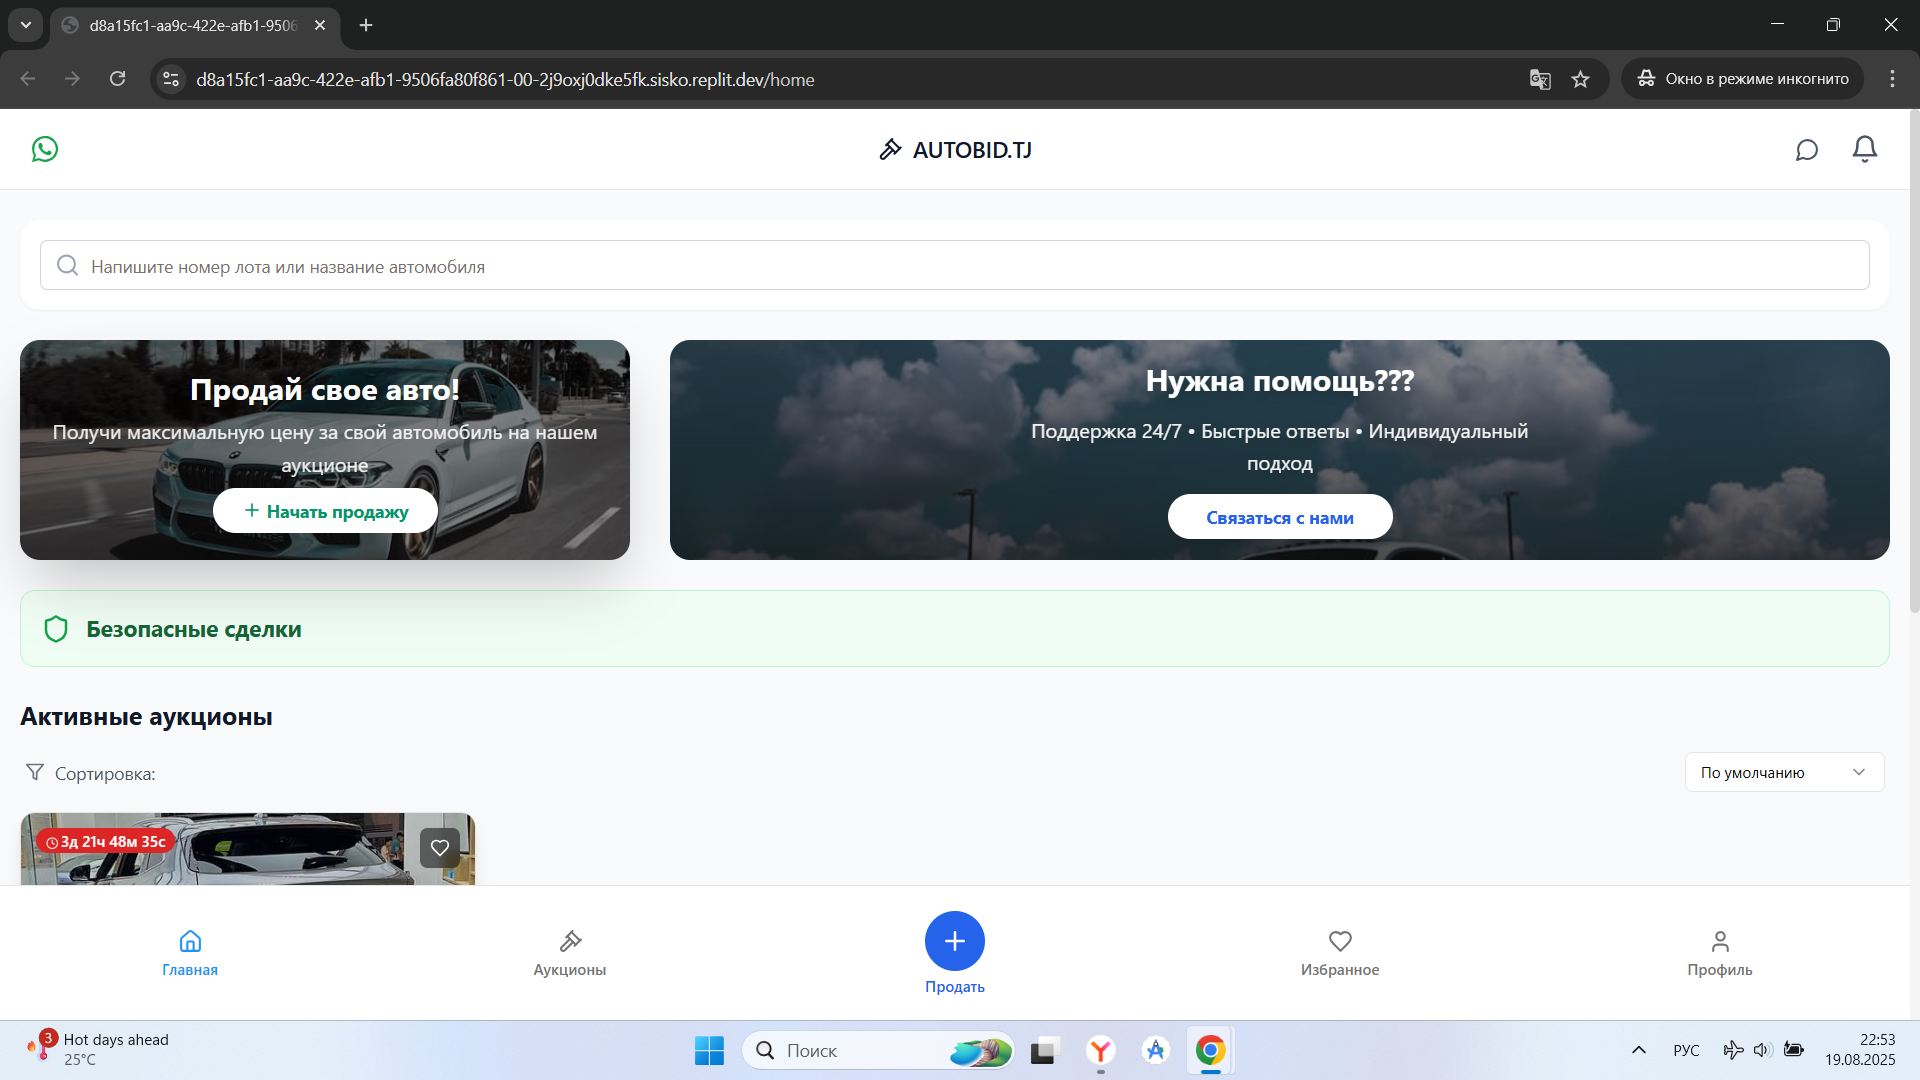 d8a15fc1-aa9c-422e-afb1-9506
d8a15fc1-aa9c-422e-afb1-9506fa80f861-00-2j9oxj0dke5fk.sisko.replit.dev/home
Окно в режиме инкогнито
AUTOBID.TJ
Напишите номер лота или название автомобиля
Продай свое авто!
Получи максимальную цену за свой автомобиль на нашем
аукционе
+ Начать продажу
Нужна помощь???
Поддержка 24/7 • Быстрые ответы • Индивидуальный
подход
Связаться с нами
Безопасные сделки
Активные аукционы
Сортировка:
По умолчанию
3д 21ч 48м 35с
Главная
Аукционы
Продать
Избранное
Профиль
3
Hot days ahead
25°C
Поиск
РУС
22:53
19.08.2025